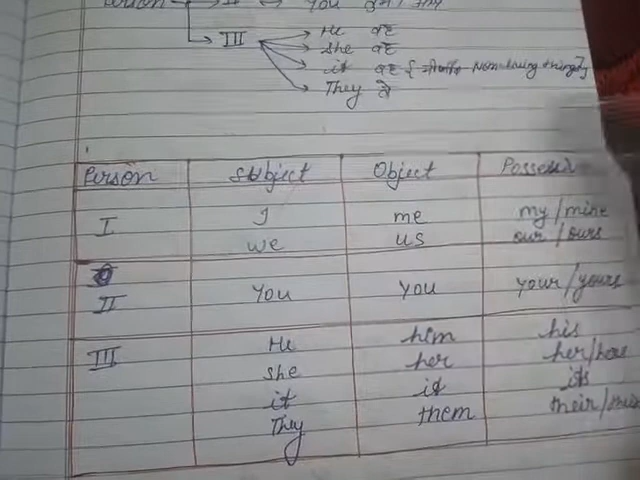 You
III He वह
She वह
it वह { Non living things }
They वे
Person Subject Object
I I me my/mine
we us our/ours
II You You your/yours
III He him his
She her her/hers
it it its
They them their/